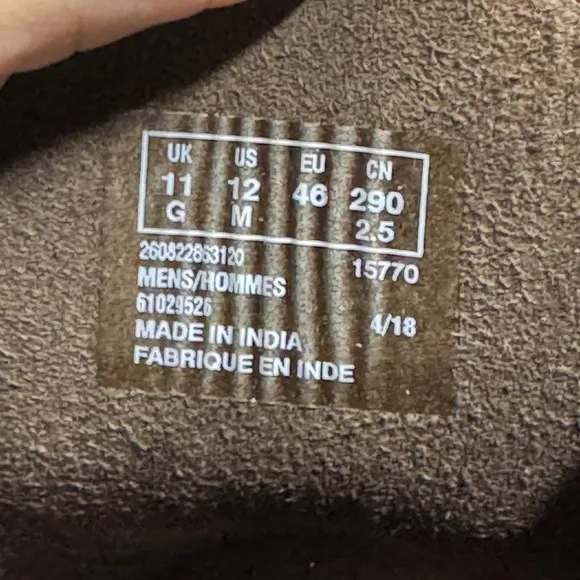 UK US EU CN
11 12 46 290
G M 2.5
260822863120 15770
MENS/HOMMES
61029526 4/18
MADE IN INDIA
FABRIQUE EN INDE